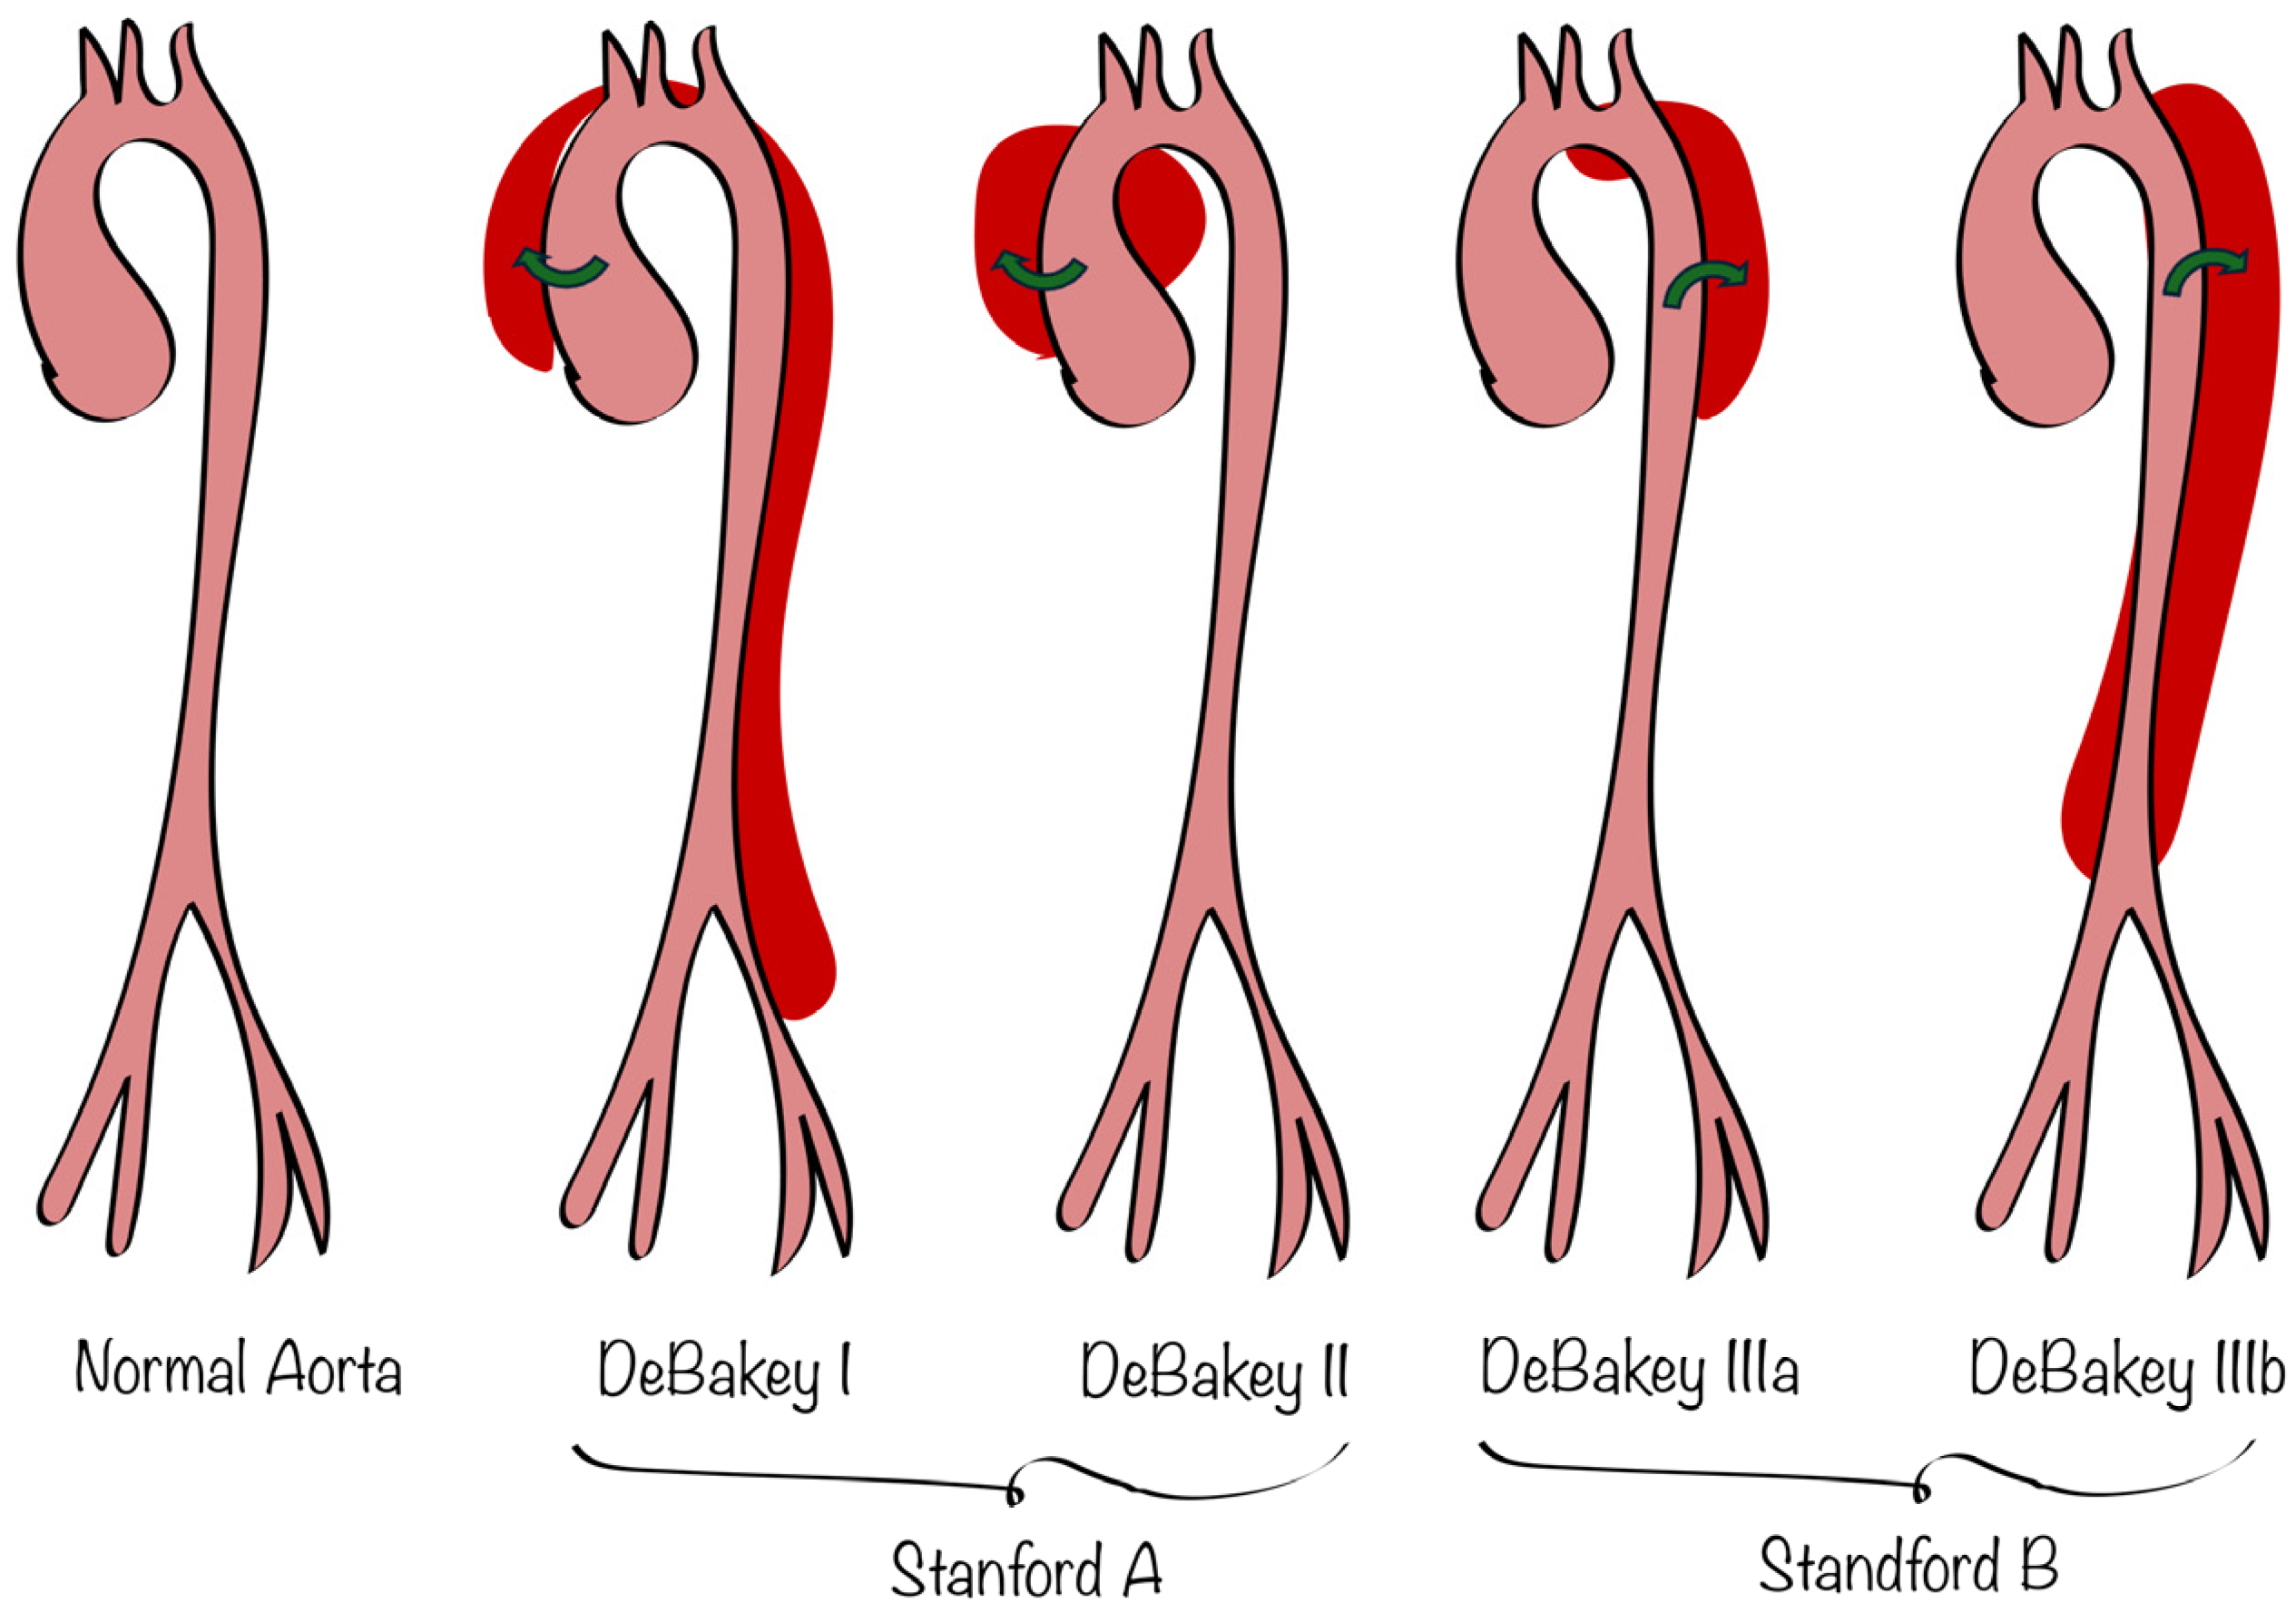 Normal Aorta
DeBakey I
DeBakey II
DeBakey IIIa
DeBakey IIIb
Stanford A
Standford B